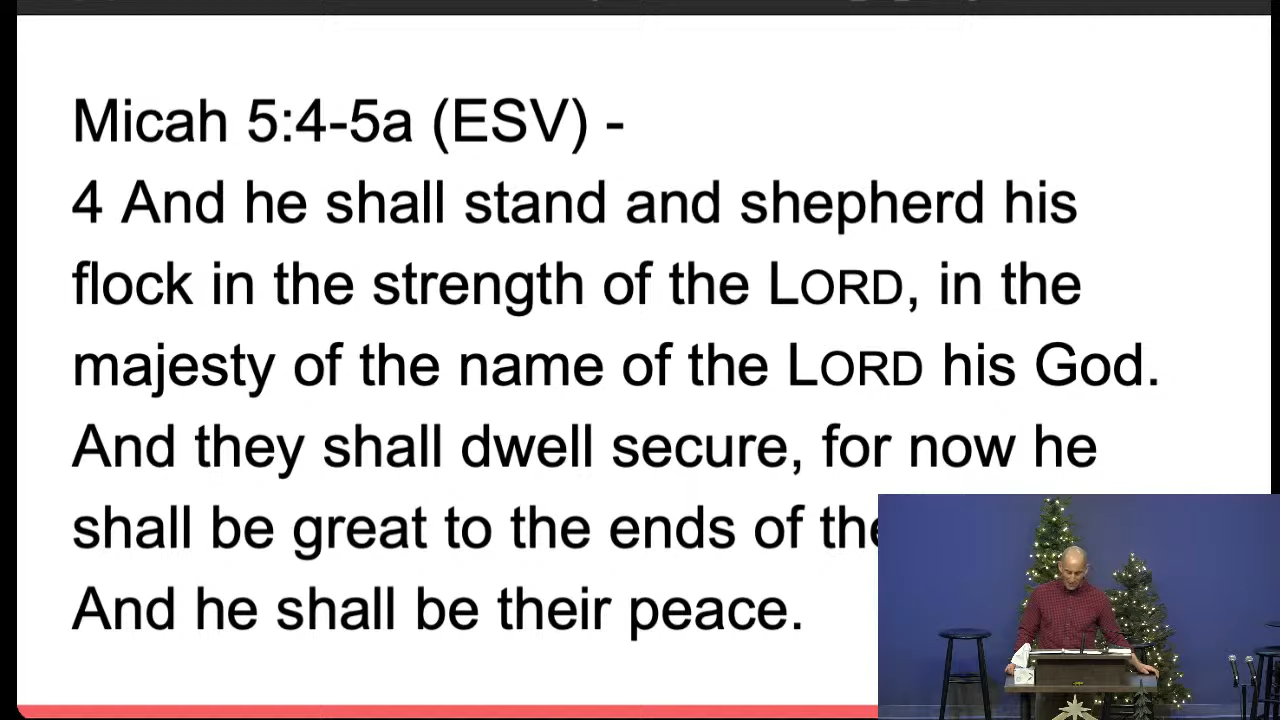 Micah 5:4-5a (ESV) -
4 And he shall stand and shepherd his
flock in the strength of the LORD, in the
majesty of the name of the LORD his God.
And they shall dwell secure, for now he
shall be great to the ends of the
And he shall be their peace.